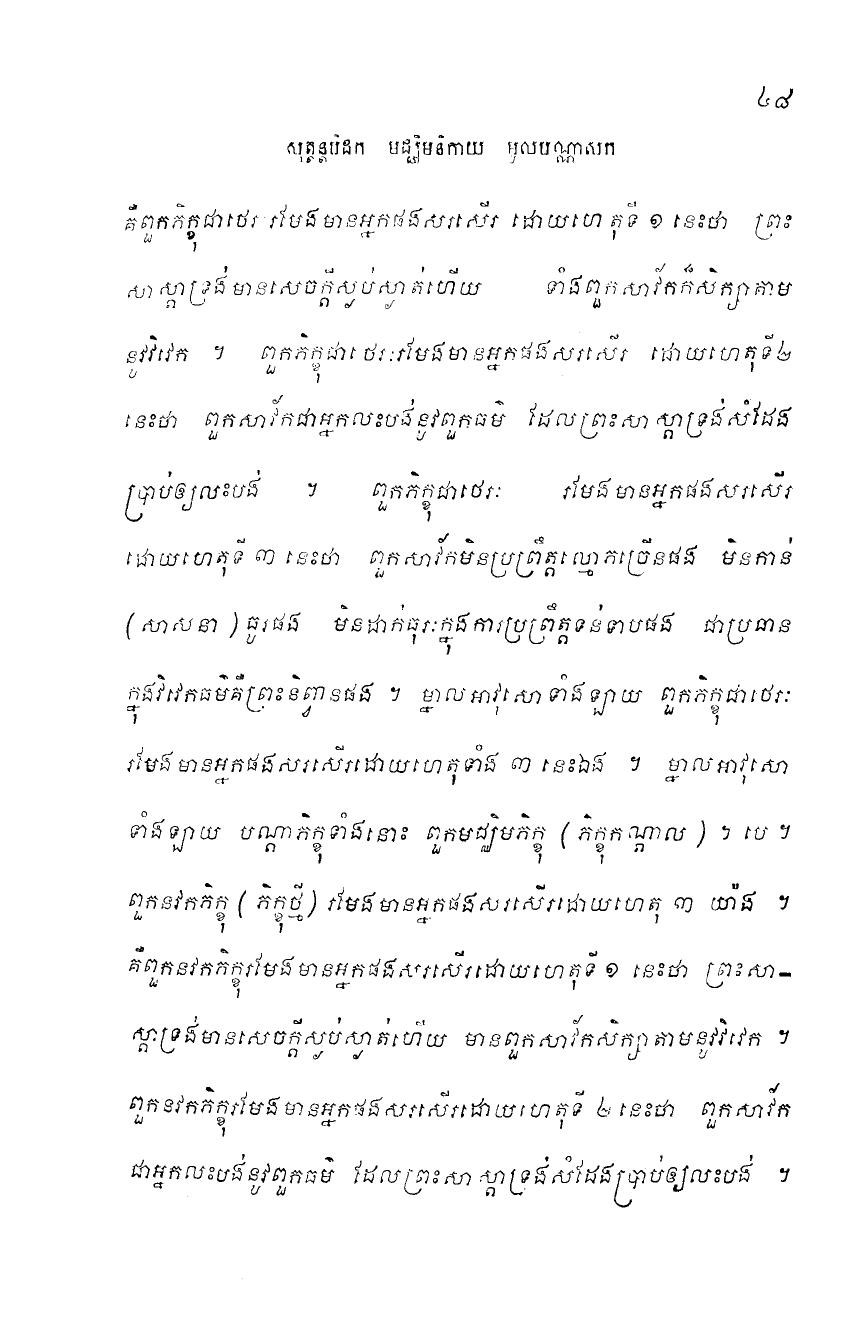 ៤៨
សុត្តន្តបិដក មជ្ឈិមនិកាយ មូលបណ្ណាសក
គឺពួកភិក្ខុជាថេរៈ រមែងមានអ្នកផងសរសើរ ដោយហេតុទី ១ នេះថា ព្រះ
សាស្តាទ្រង់មានសេចក្តីស្ងប់ស្ងាត់ហើយ ទាំងពួកសាវ័កក៏សិក្សាតាម
នូវវិវេក ។ ពួកភិក្ខុជាថេរៈរមែងមានអ្នកផងសរសើរ ដោយហេតុទី២
នេះថា ពួកសាវ័កជាអ្នកលះបង់នូវពួកធម៌ ដែលព្រះសាស្តាទ្រង់សំដែង
ប្រាប់ឲ្យលះបង់ ។ ពួកភិក្ខុជាថេរៈ រមែងមានអ្នកផងសរសើរ
ដោយហេតុទី ៣ នេះថា ពួកសាវ័កមិនប្រព្រឹត្តល្មោភច្រើនផង មិនកាន់
(សាសនា) ធូរផង មិនដាក់ធុរៈក្នុងការប្រព្រឹត្តទន់ទាបផង ជាប្រធាន
ក្នុងវិវេកធម៌គឺព្រះនិព្វានផង ។ ម្នាលអាវុសោទាំងឡាយ ពួកភិក្ខុជាថេរៈ
រមែងមានអ្នកផងសរសើរដោយហេតុទាំង ៣ នេះឯង ។ ម្នាលអាវុសោ
ទាំងឡាយ បណ្តាភិក្ខុទាំងនោះ ពួកមជ្ឈិមភិក្ខុ (ភិក្ខុកណ្តាល) ។ បេ ។
ពួកនវកភិក្ខុ (ភិក្ខុថ្មី) រមែងមានអ្នកផងសរសើរដោយហេតុ ៣ យ៉ាង ។
គឺពួកនវកភិក្ខុរមែងមានអ្នកផងសរសើរដោយហេតុទី ១ នេះថា ព្រះសា-
ស្តាទ្រង់មានសេចក្តីស្ងប់ស្ងាត់ហើយ មានពួកសាវ័កសិក្សាតាមនូវវិវេក ។
ពួកនវកភិក្ខុរមែងមានអ្នកផងសរសើរដោយហេតុទី ២ នេះថា ពួកសាវ័ក
ជាអ្នកលះបង់នូវពួកធម៌ ដែលព្រះសាស្តាទ្រង់សំដែងប្រាប់ឲ្យលះបង់ ។